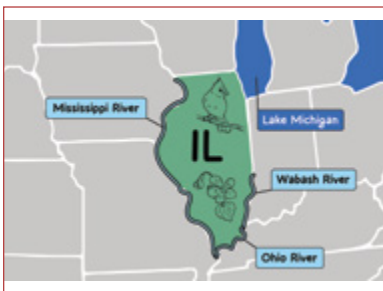 Mississippi River
Lake Michigan
IL
Wabash River
Ohio River